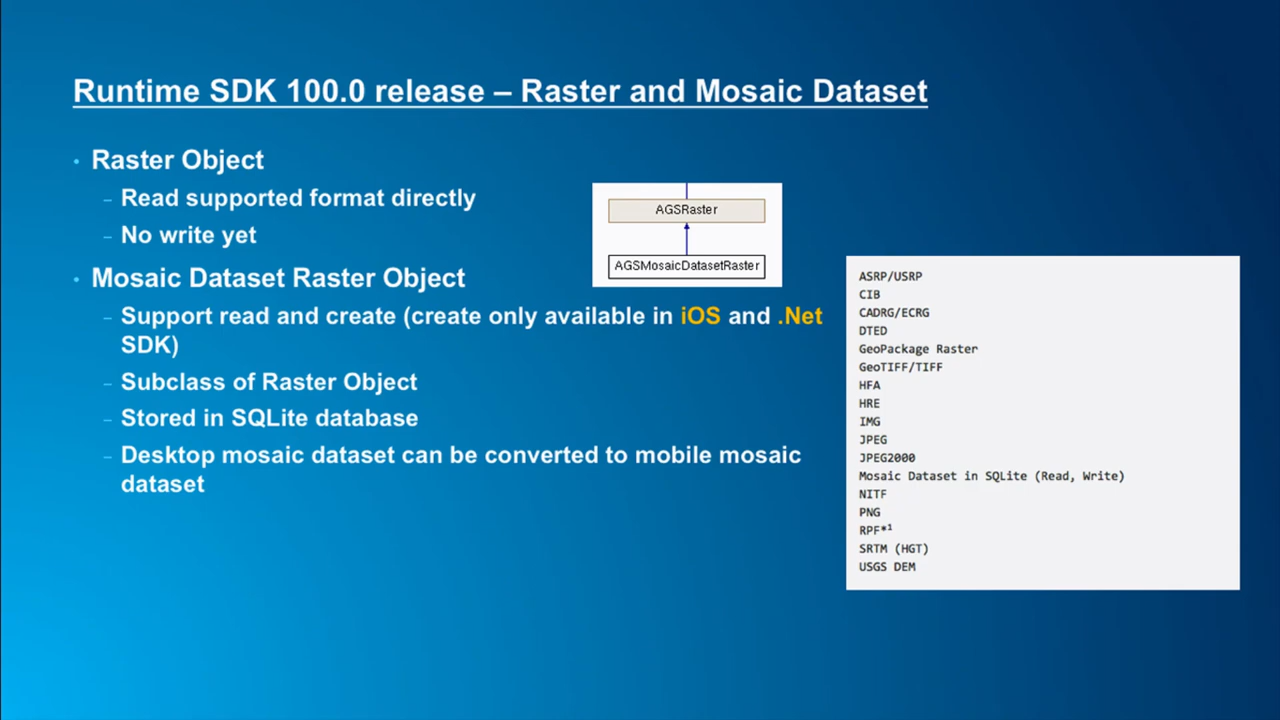 Runtime SDK 100.0 release – Raster and Mosaic Dataset
• Raster Object
– Read supported format directly
– No write yet
• Mosaic Dataset Raster Object
– Support read and create (create only available in iOS and .Net
SDK)
– Subclass of Raster Object
– Stored in SQLite database
– Desktop mosaic dataset can be converted to mobile mosaic
dataset
AGSRaster
AGSMosaicDatasetRaster
ASRP/USRP
CIB
CADRG/ECRG
DTED
GeoPackage Raster
GeoTIFF/TIFF
HFA
HRE
IMG
JPEG
JPEG2000
Mosaic Dataset in SQLite (Read, Write)
NITF
PNG
RPF*¹
SRTM (HGT)
USGS DEM